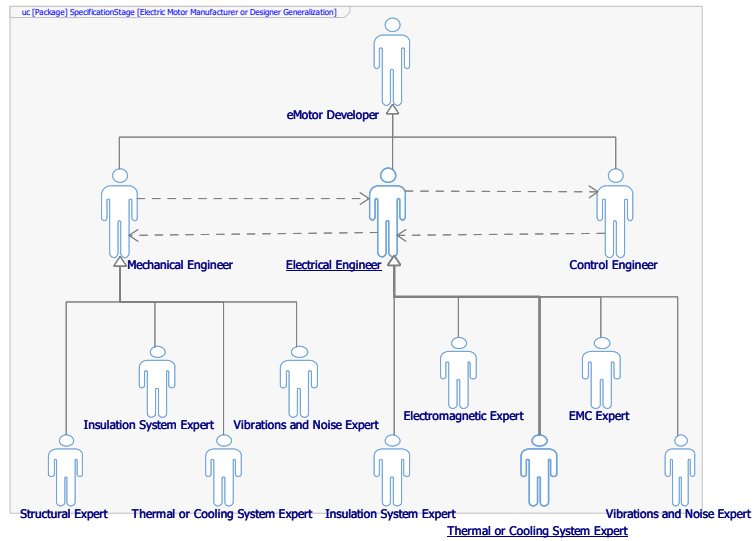 uc [Package] SpecificationStage [Electric Motor Manufacturer or Designer Generalization]
eMotor Developer
Mechanical Engineer
Electrical Engineer
Control Engineer
Electromagnetic Expert
EMC Expert
Insulation System Expert
Vibrations and Noise Expert
Structural Expert
Thermal or Cooling System Expert
Insulation System Expert
Vibrations and Noise Expert
Thermal or Cooling System Expert